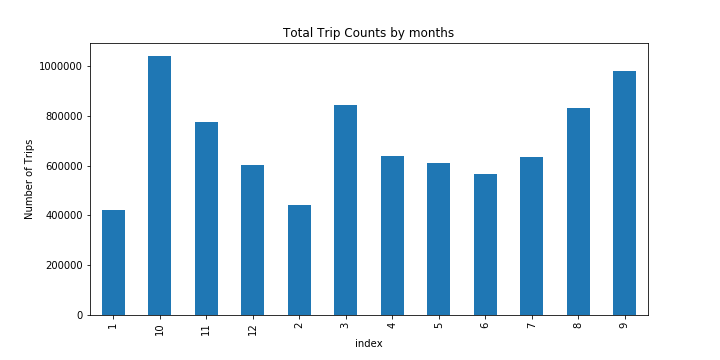 Total Trip Counts by months
Number of Trips
1000000
800000
600000
400000
200000
0
1 10 11 12 2 3 4 5 6 7 8 9
index